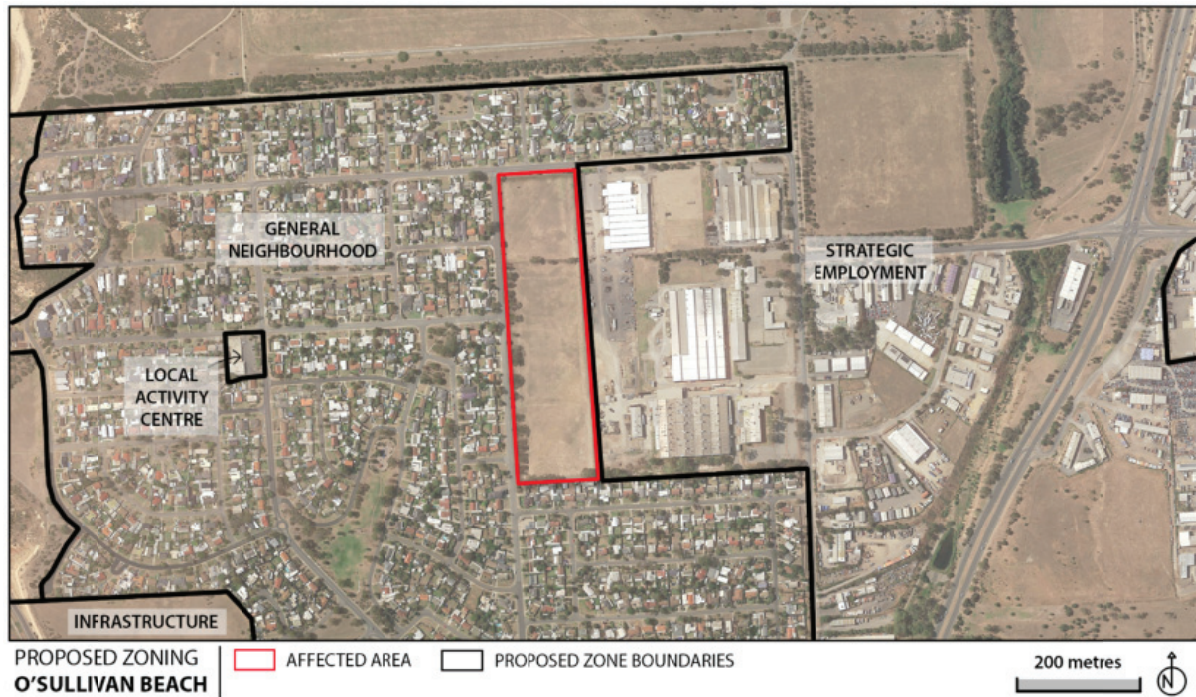 GENERAL
NEIGHBOURHOOD
STRATEGIC
EMPLOYMENT
LOCAL
ACTIVITY
CENTRE
INFRASTRUCTURE
PROPOSED ZONING
O'SULLIVAN BEACH
AFFECTED AREA
PROPOSED ZONE BOUNDARIES
200 metres
N